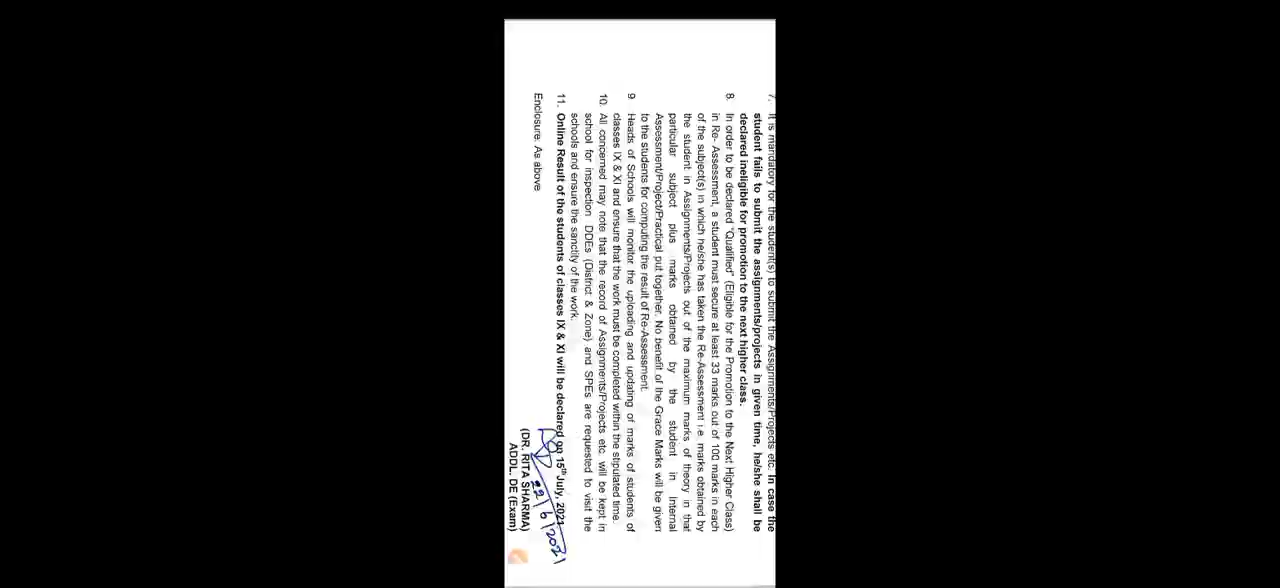 7. It is mandatory for the student(s) to submit the Assignments/Projects etc. In case the
student fails to submit the assignments/projects in given time, he/she shall be
declared ineligible for promotion to the next higher class.
8. In order to be declared "Qualified" (Eligible for the Promotion to the Next Higher Class)
in Re- Assessment, a student must secure at least 33 marks out of 100 marks in each
of the subject(s) in which he/she has taken the Re-Assessment i.e. marks obtained by
the student in Assignments/Projects out of the maximum marks of theory in that
particular subject plus marks obtained by the student in Internal
Assessment/Project/Practical put together. No benefit of the Grace Marks will be given
to the students for computing the result of Re-Assessment.
9 Heads of Schools will monitor the uploading and updating of marks of students of
classes IX & XI and ensure that the work must be completed within the stipulated time.
10. All concerned may note that the record of Assignments/Projects etc. will be kept in
school for inspection DDEs (District & Zone) and SPEs are requested to visit the
schools and ensure the sanctity of the work.
11. Online Result of the students of classes IX & XI will be declared on 15th July, 2021
22/6/2021
(DR. RITA SHARMA)
ADDL. DE (Exam)
Enclosure. As above